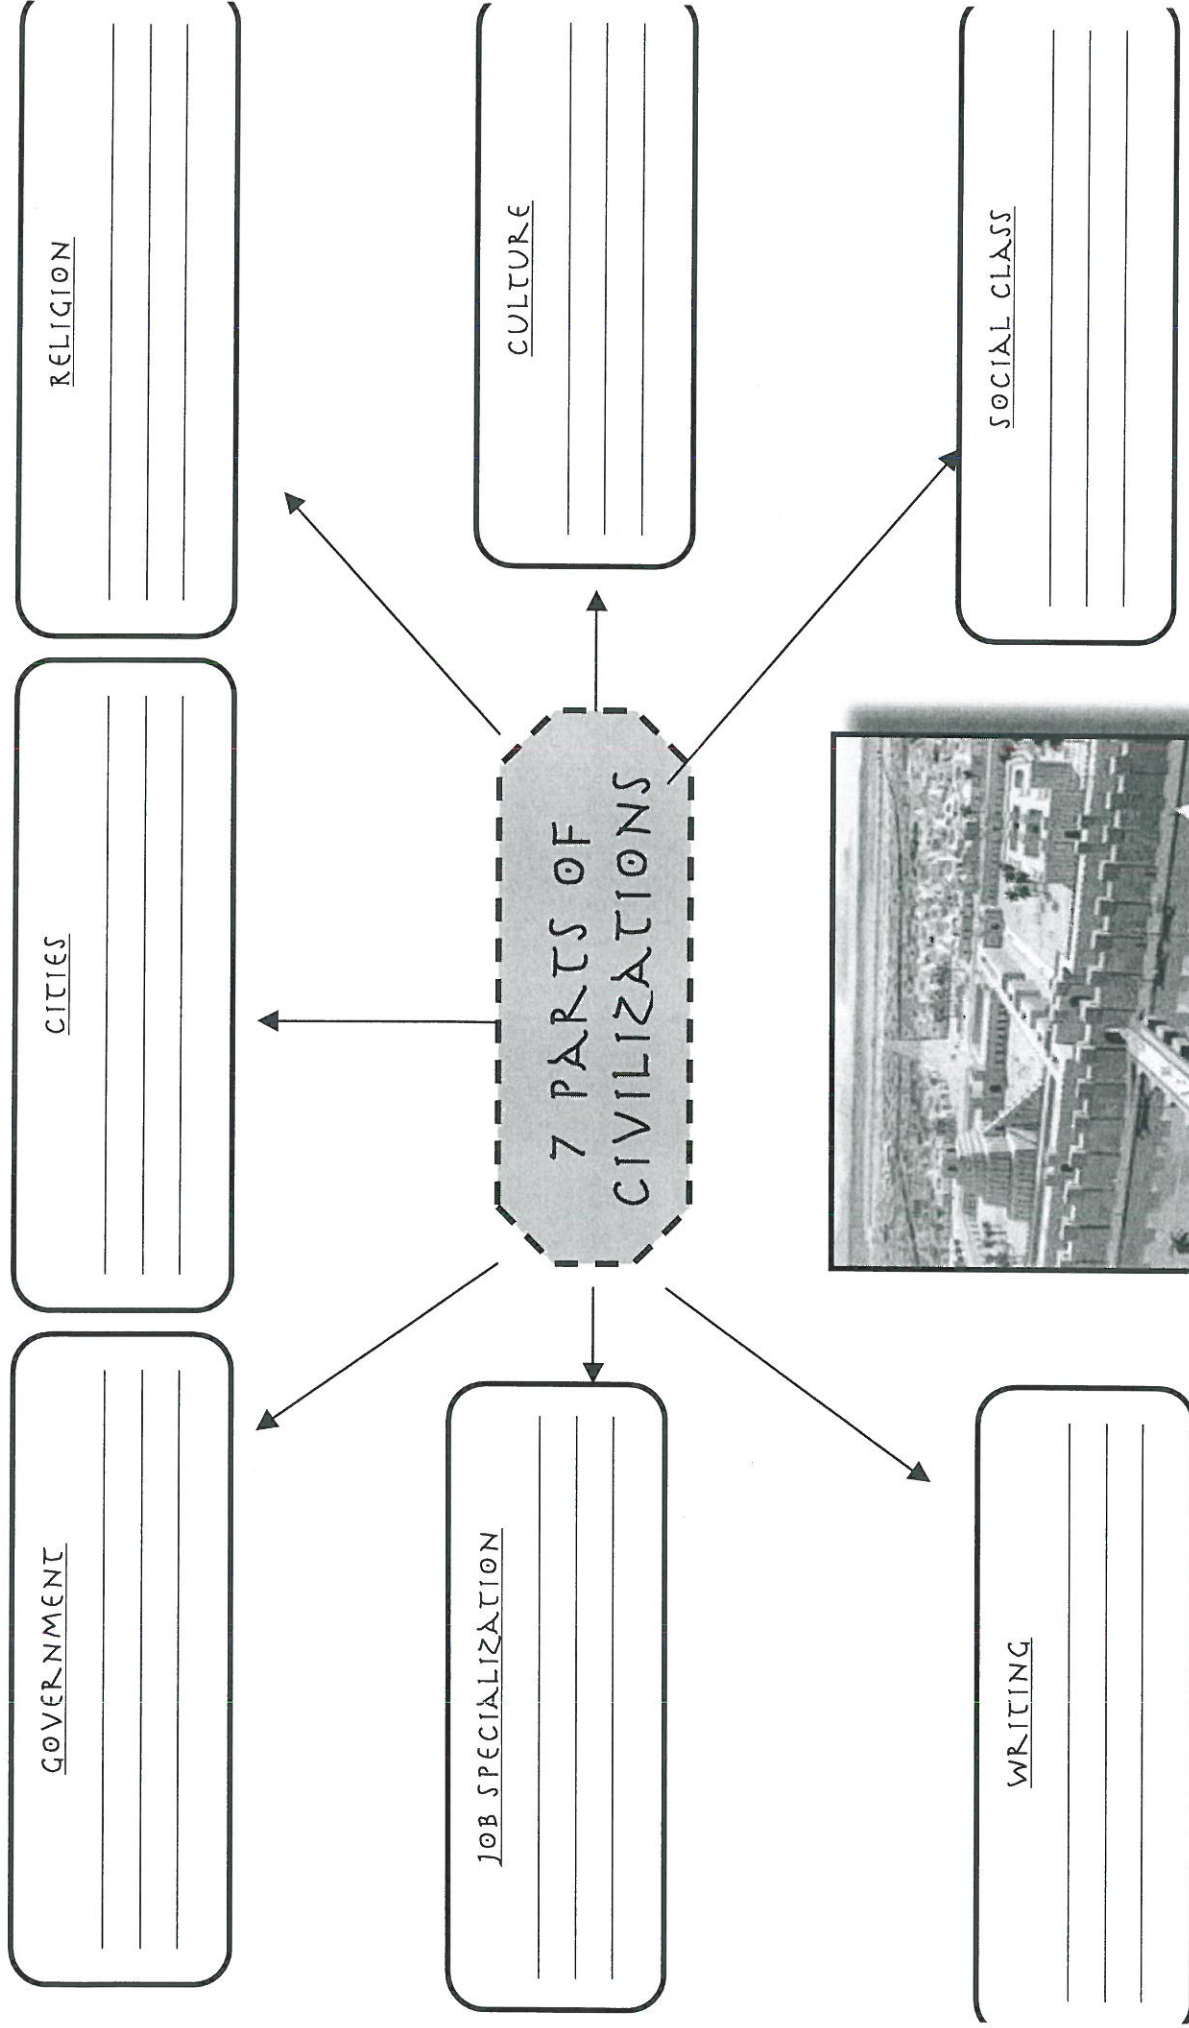 GOVERNMENT
CITIES
RELIGION
JOB SPECIALIZATION
7 PARTS OF
CIVILIZATIONS
CULTURE
WRITING
SOCIAL CLASS